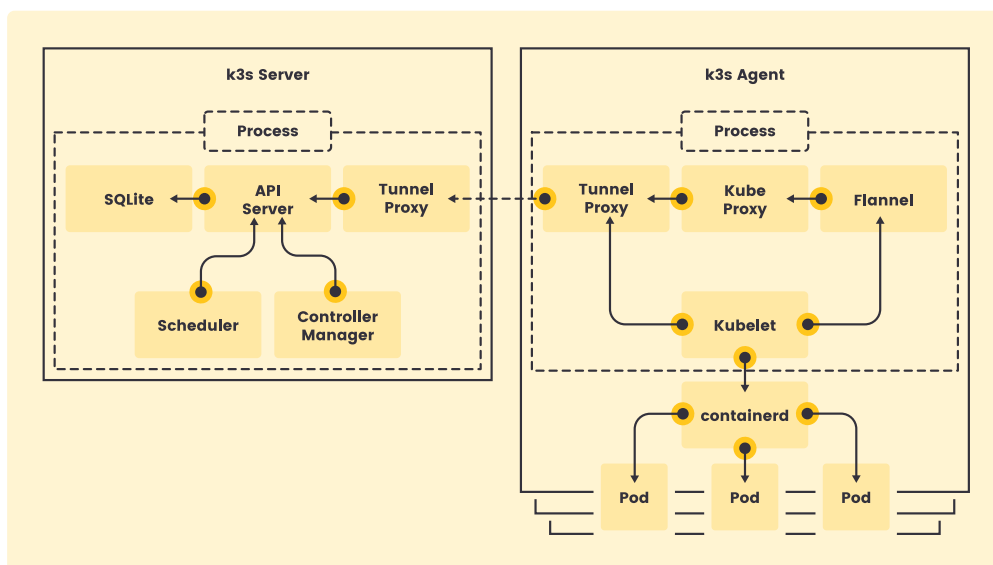 k3s Server
k3s Agent
Process
Process
SQLite
API
Server
Tunnel
Proxy
Tunnel
Proxy
Kube
Proxy
Flannel
Scheduler
Controller
Manager
Kubelet
containerd
Pod
Pod
Pod